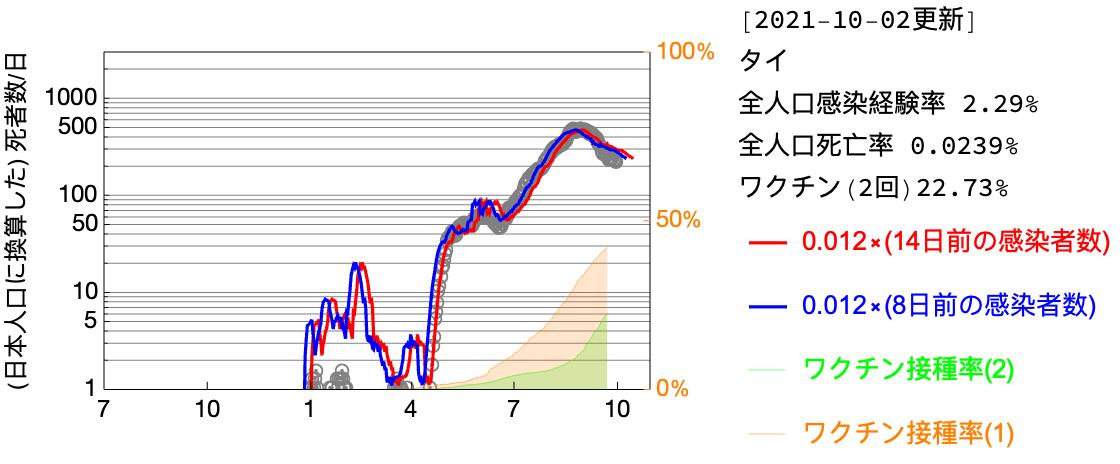 [2021-10-02更新]
タイ
全人口感染経験率 2.29%
全人口死亡率 0.0239%
ワクチン(2回)22.73%
0.012×(14日前の感染者数)
0.012×(8日前の感染者数)
ワクチン接種率(2)
ワクチン接種率(1)
(日本人口に換算した) 死者数/日
1000
500
100
50
10
5
1
100%
50%
0%
7 10 1 4 7 10